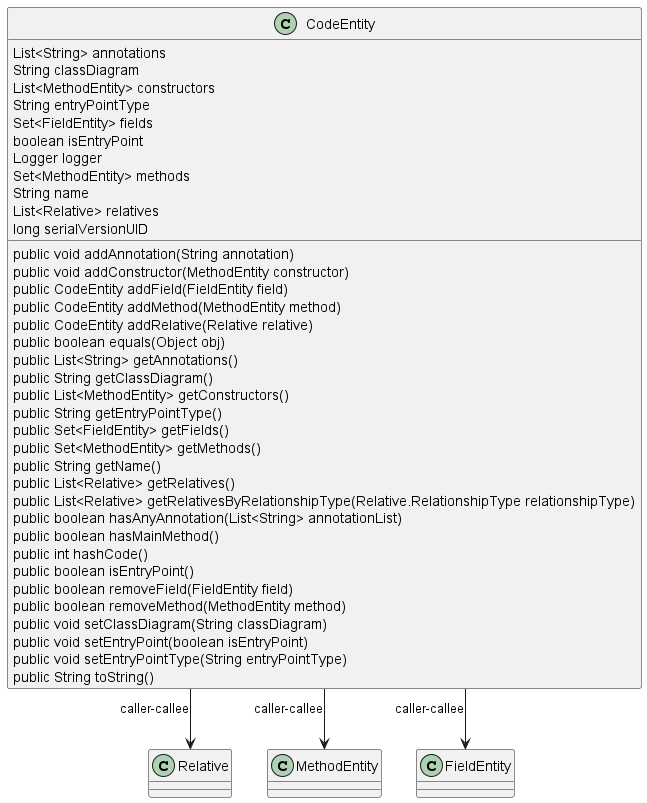 C CodeEntity
List<String> annotations
String classDiagram
List<MethodEntity> constructors
String entryPointType
Set<FieldEntity> fields
boolean isEntryPoint
Logger logger
Set<MethodEntity> methods
String name
List<Relative> relatives
long serialVersionUID
public void addAnnotation(String annotation)
public void addConstructor(MethodEntity constructor)
public CodeEntity addField(FieldEntity field)
public CodeEntity addMethod(MethodEntity method)
public CodeEntity addRelative(Relative relative)
public boolean equals(Object obj)
public List<String> getAnnotations()
public String getClassDiagram()
public List<MethodEntity> getConstructors()
public String getEntryPointType()
public Set<FieldEntity> getFields()
public Set<MethodEntity> getMethods()
public String getName()
public List<Relative> getRelatives()
public List<Relative> getRelativesByRelationshipType(Relative.RelationshipType relationshipType)
public boolean hasAnyAnnotation(List<String> annotationList)
public boolean hasMainMethod()
public int hashCode()
public boolean isEntryPoint()
public boolean removeField(FieldEntity field)
public boolean removeMethod(MethodEntity method)
public void setClassDiagram(String classDiagram)
public void setEntryPoint(boolean isEntryPoint)
public void setEntryPointType(String entryPointType)
public String toString()
caller-callee caller-callee caller-callee
C Relative C MethodEntity C FieldEntity